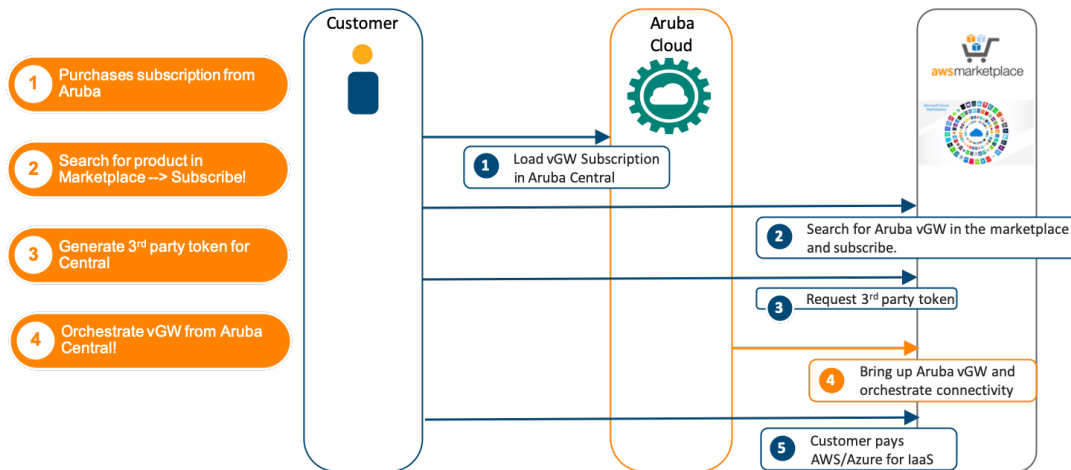 Customer
Aruba
Cloud
awsmarketplace
Microsoft Azure
Marketplace
1
Purchases subscription from
Aruba
2
Search for product in
Marketplace --> Subscribe!
3
Generate 3rd party token for
Central
4
Orchestrate vGW from Aruba
Central!
1
Load vGW Subscription
in Aruba Central
2
Search for Aruba vGW in the marketplace
and subscribe.
3
Request 3rd party token
4
Bring up Aruba vGW and
orchestrate connectivity
5
Customer pays
AWS/Azure for IaaS